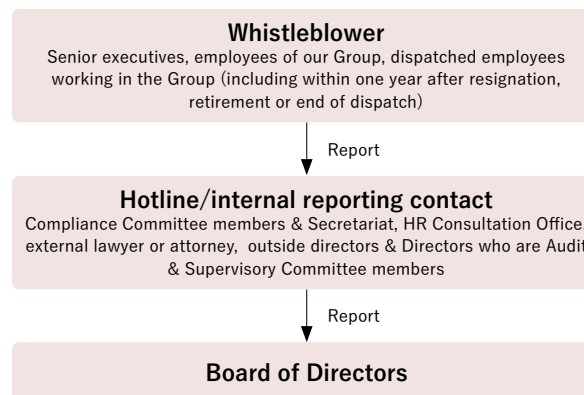 Whistleblower
Senior executives, employees of our Group, dispatched employees
working in the Group (including within one year after resignation,
retirement or end of dispatch)
Report
Hotline/internal reporting contact
Compliance Committee members & Secretariat, HR Consultation Office,
external lawyer or attorney, outside directors & Directors who are Audit
& Supervisory Committee members
Report
Board of Directors